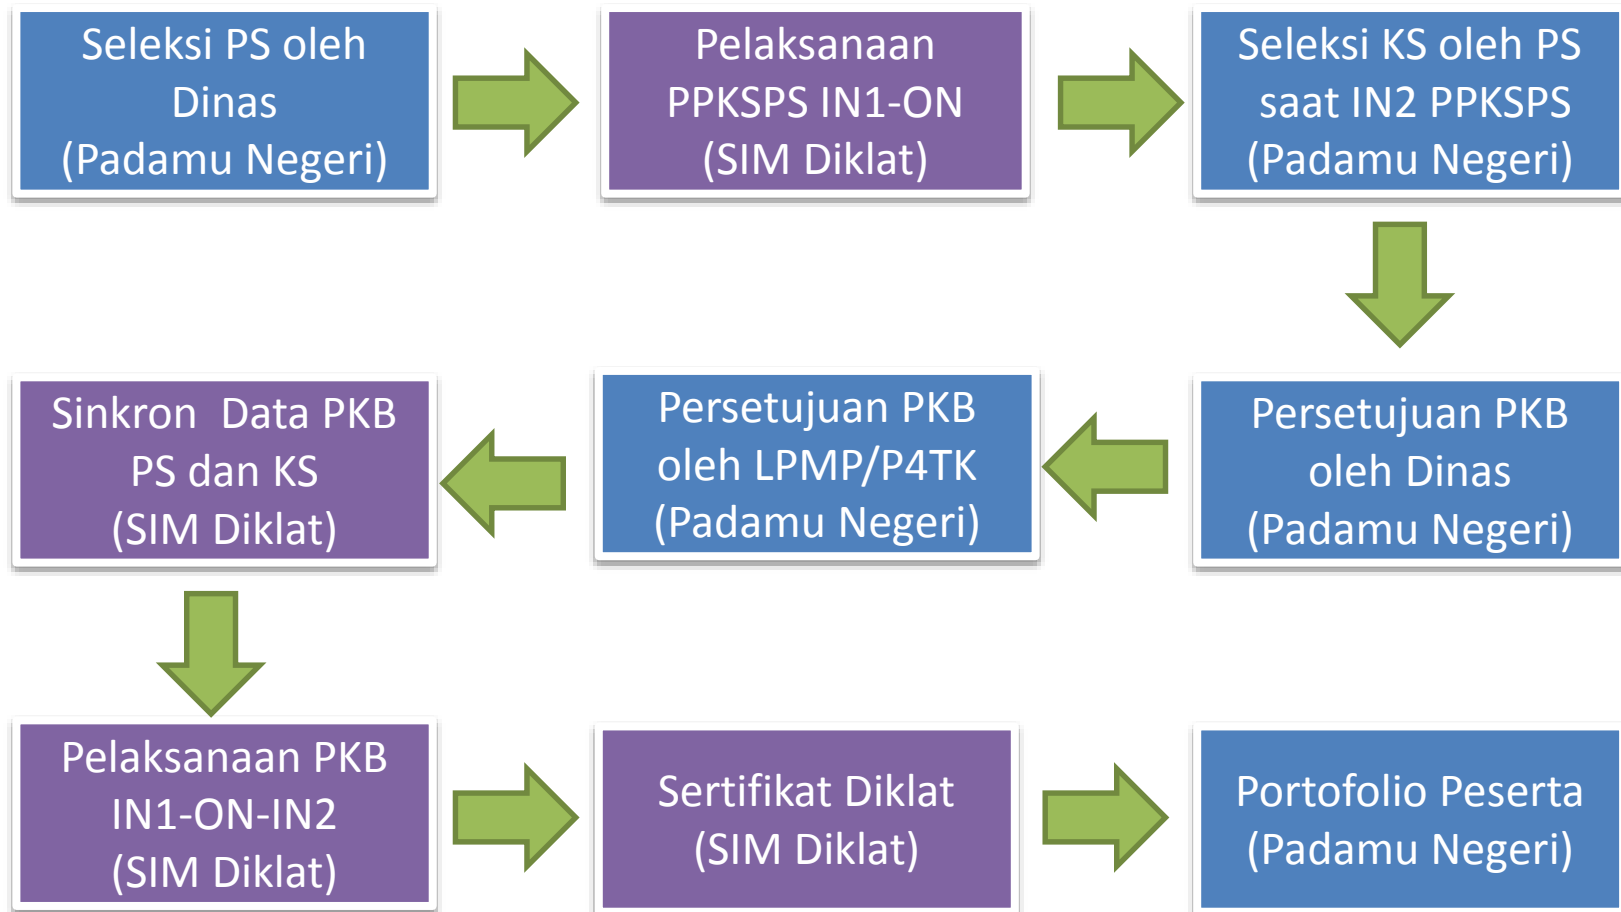 Seleksi PS oleh
Dinas
(Padamu Negeri)
Pelaksanaan
PPKSPS IN1-ON
(SIM Diklat)
Seleksi KS oleh PS
saat IN2 PPKSPS
(Padamu Negeri)
Persetujuan PKB
oleh Dinas
(Padamu Negeri)
Persetujuan PKB
oleh LPMP/P4TK
(Padamu Negeri)
Sinkron  Data PKB
PS dan KS
(SIM Diklat)
Pelaksanaan PKB
IN1-ON-IN2
(SIM Diklat)
Sertifikat Diklat
(SIM Diklat)
Portofolio Peserta
(Padamu Negeri)